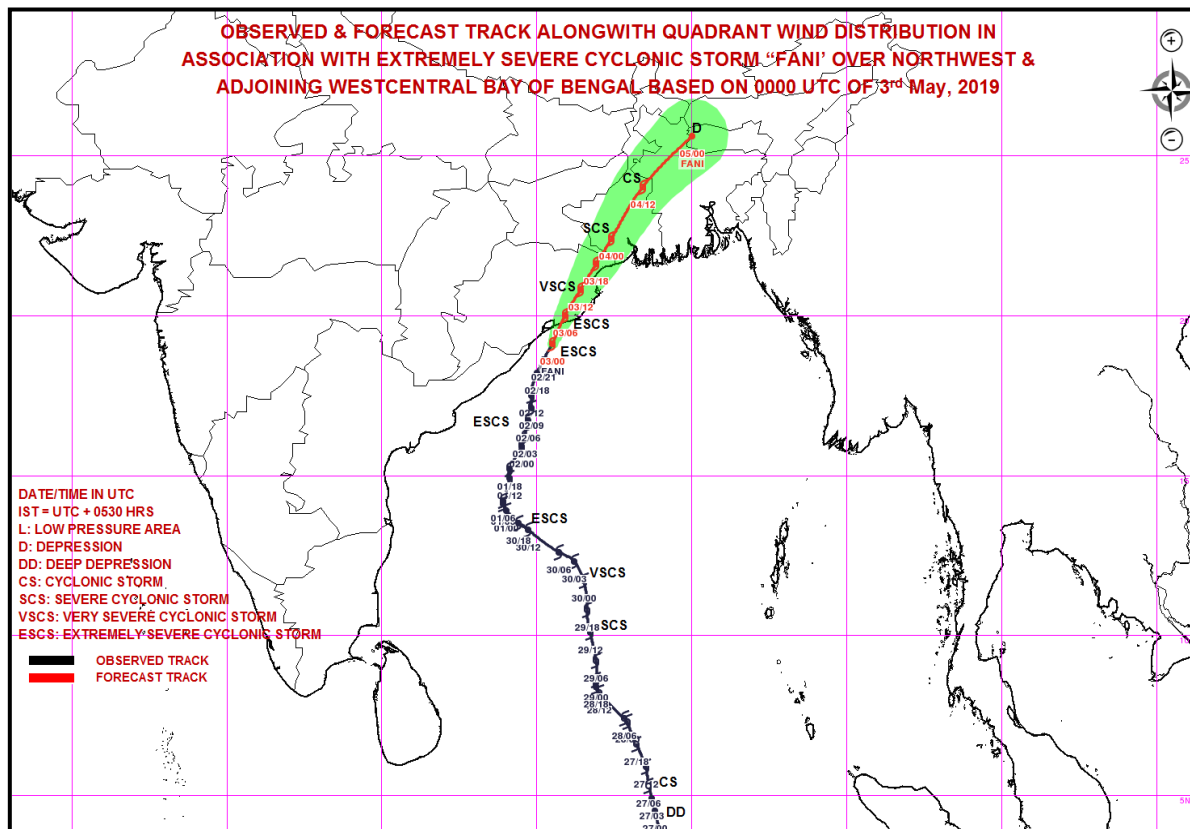 OBSERVED & FORECAST TRACK ALONGWITH QUADRANT WIND DISTRIBUTION IN
ASSOCIATION WITH EXTREMELY SEVERE CYCLONIC STORM “FANI’ OVER NORTHWEST &
ADJOINING WESTCENTRAL BAY OF BENGAL BASED ON 0000 UTC OF 3rd May, 2019
D
05/00
FANI
25
CS
04/12
SCS
04/00
03/18
VSCS
03/12
ESCS
03/06
ESCS
03/00
FANI
02/21
02/18
02/12
ESCS
02/09
02/06
02/03
02/00
01/18
01/06
ESCS
30/18
30/12
30/06
30/03
VSCS
30/00
29/18
SCS
29/12
29/06
29/00
28/18
28/12
28/06
27/18
CS
27/06
27/03
DD
27/00
5N
DATE/TIME IN UTC
IST = UTC + 0530 HRS
L: LOW PRESSURE AREA
D: DEPRESSION
DD: DEEP DEPRESSION
CS: CYCLONIC STORM
SCS: SEVERE CYCLONIC STORM
VSCS: VERY SEVERE CYCLONIC STORM
ESCS: EXTREMELY SEVERE CYCLONIC STORM
OBSERVED TRACK
FORECAST TRACK